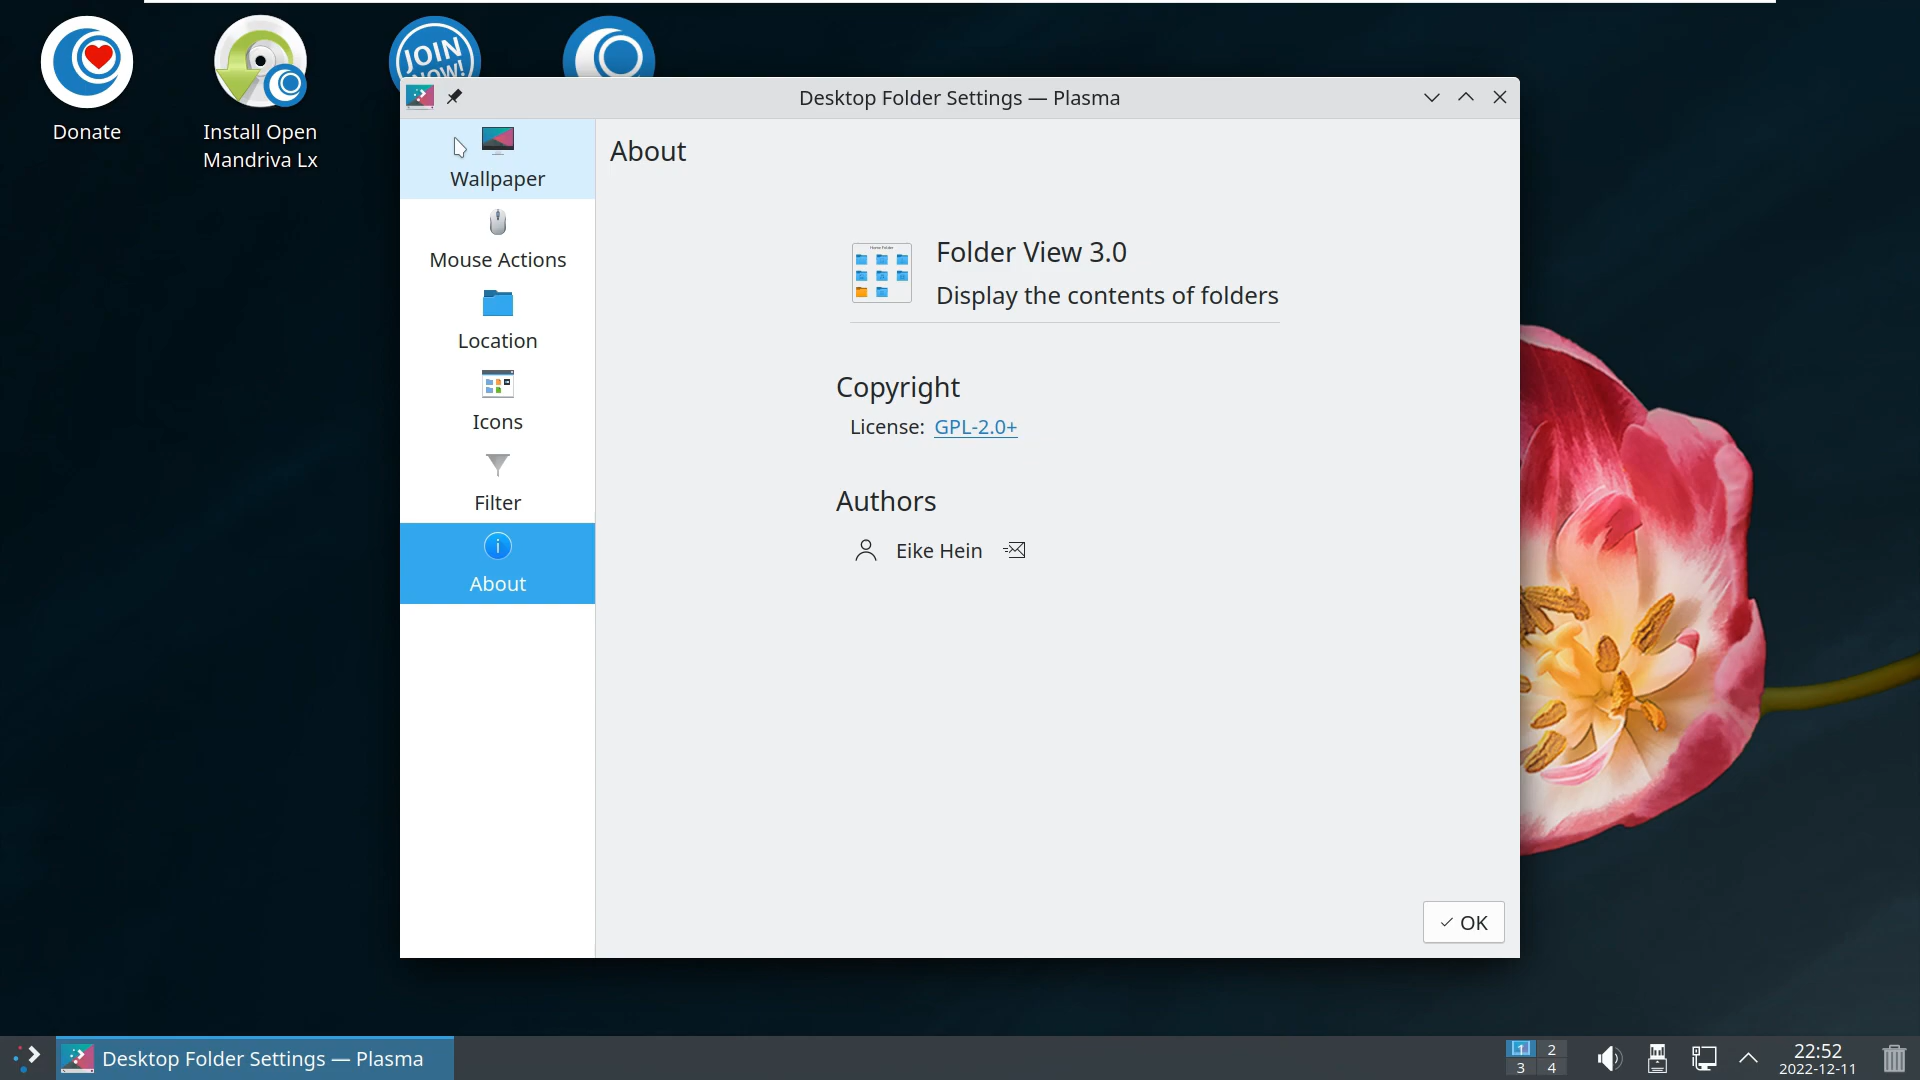 JOIN
NOW!
Donate
Install Open
Mandriva Lx
Desktop Folder Settings — Plasma
Wallpaper
Mouse Actions
Location
Icons
Filter
About
About
Folder View 3.0
Display the contents of folders
Copyright
License: GPL-2.0+
Authors
Eike Hein
OK
Desktop Folder Settings — Plasma
1 2
3 4
22:52
2022-12-11